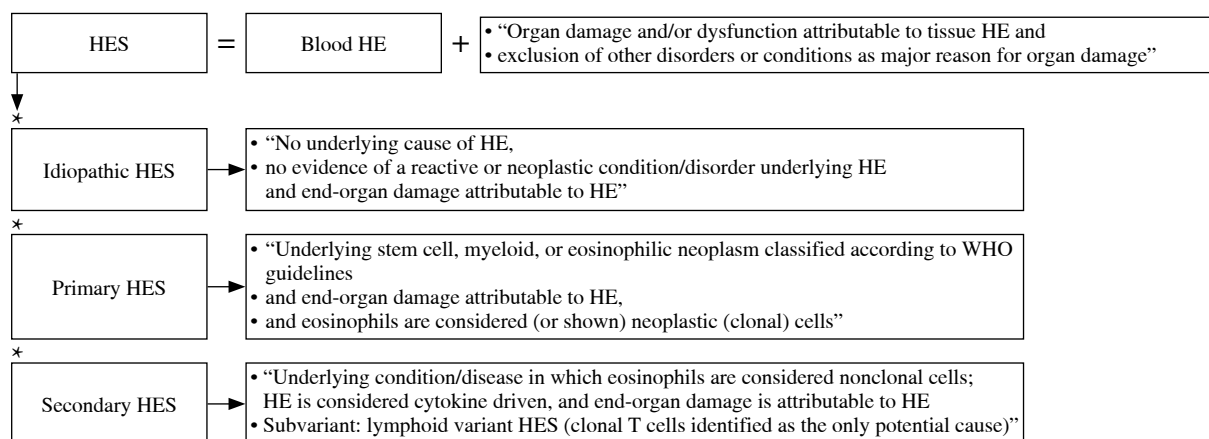 HES = Blood HE +
• “Organ damage and/or dysfunction attributable to tissue HE and
• exclusion of other disorders or conditions as major reason for organ damage”
*
Idiopathic HES
• “No underlying cause of HE,
• no evidence of a reactive or neoplastic condition/disorder underlying HE
and end-organ damage attributable to HE”
*
Primary HES
• “Underlying stem cell, myeloid, or eosinophilic neoplasm classified according to WHO
guidelines
• and end-organ damage attributable to HE,
• and eosinophils are considered (or shown) neoplastic (clonal) cells”
*
Secondary HES
• “Underlying condition/disease in which eosinophils are considered nonclonal cells;
HE is considered cytokine driven, and end-organ damage is attributable to HE
• Subvariant: lymphoid variant HES (clonal T cells identified as the only potential cause)”